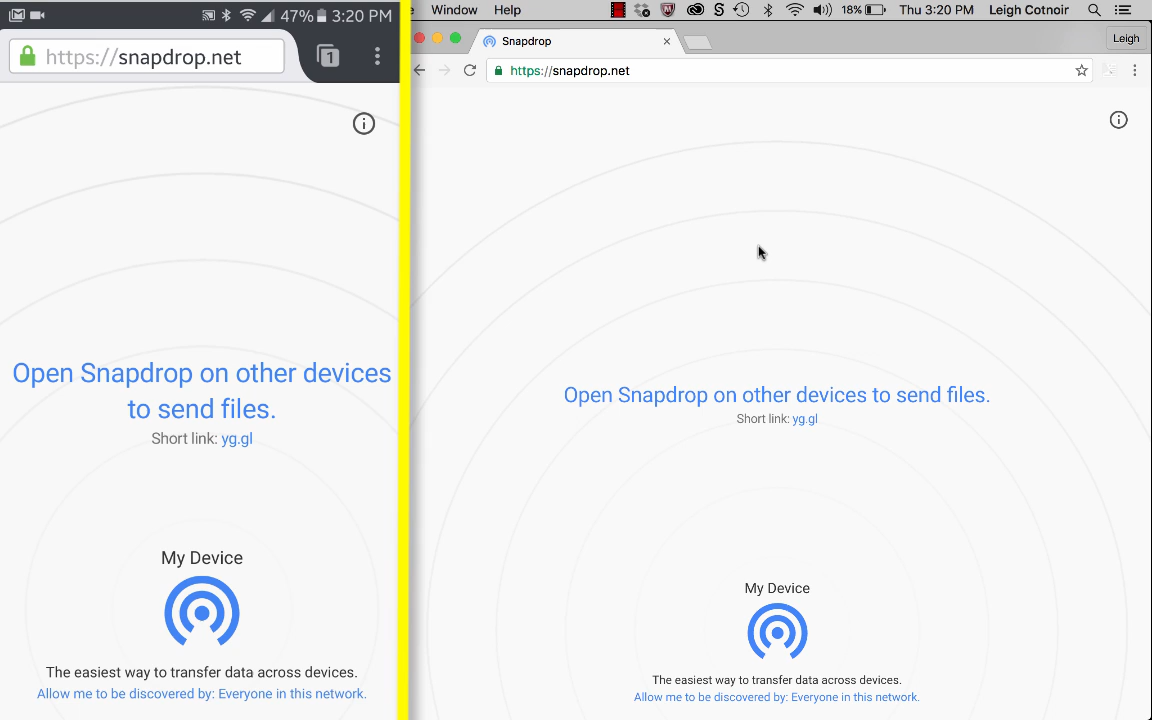 47% 3:20 PM
https://snapdrop.net
1
Open Snapdrop on other devices
to send files.
Short link: yg.gl
My Device
The easiest way to transfer data across devices.
Allow me to be discovered by: Everyone in this network.
Window Help 18% Thu 3:20 PM Leigh Cotnoir
Snapdrop
Leigh
https://snapdrop.net
Open Snapdrop on other devices to send files.
Short link: yg.gl
My Device
The easiest way to transfer data across devices.
Allow me to be discovered by: Everyone in this network.